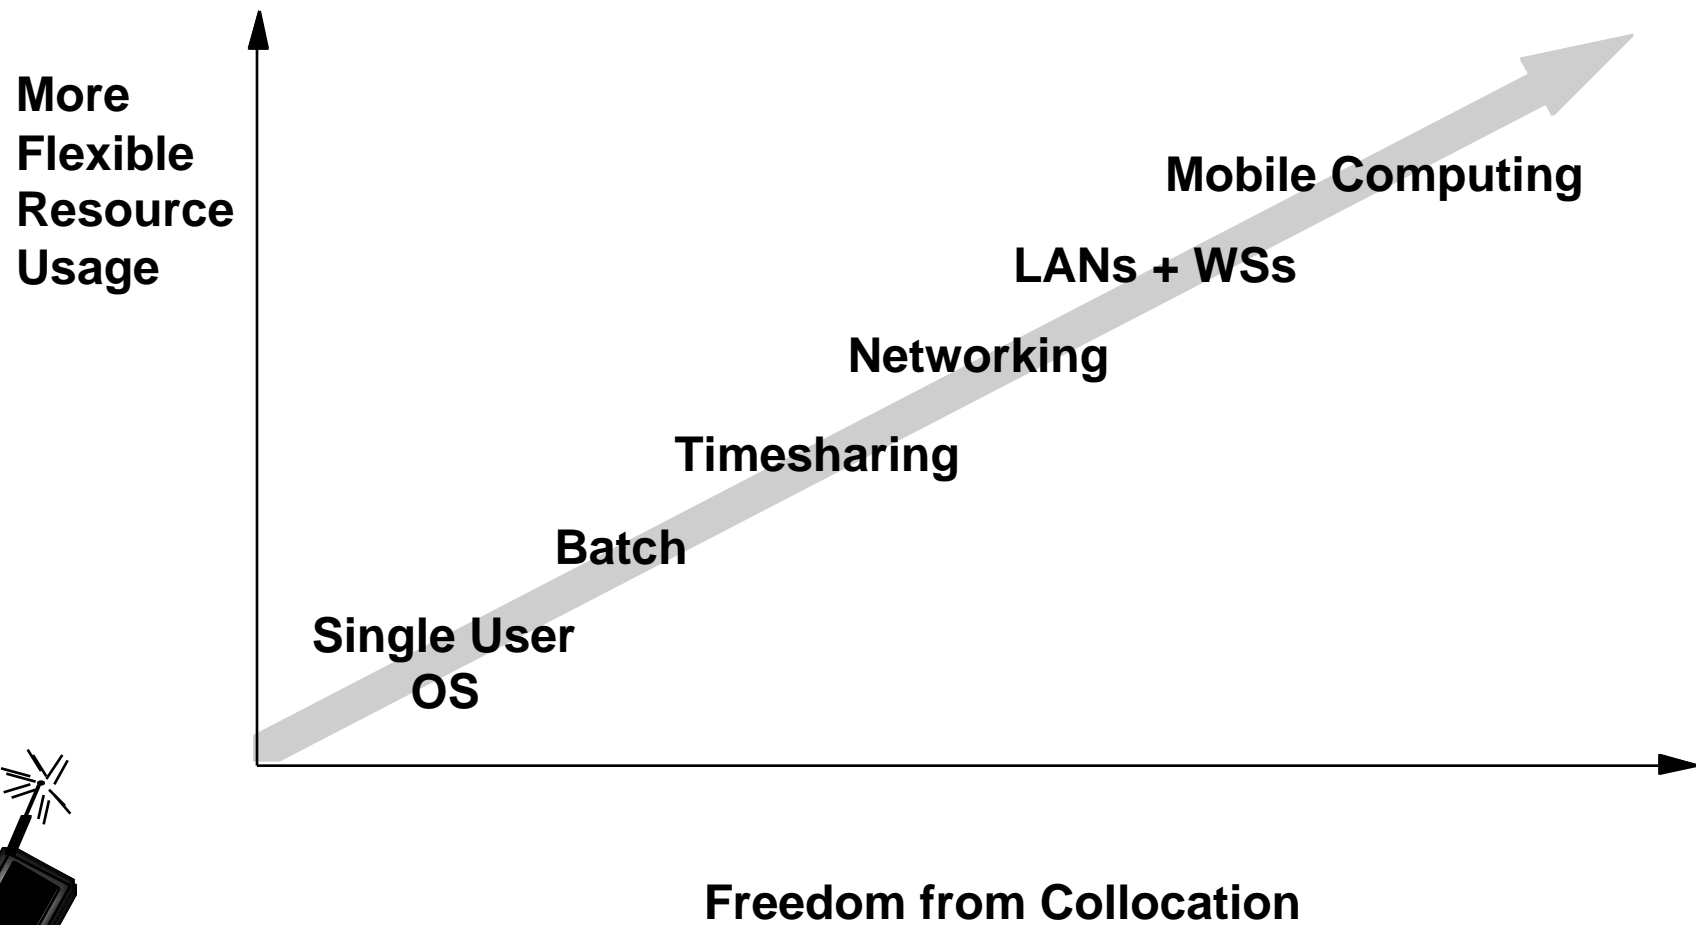 More
Flexible
Resource
Usage
Mobile Computing
LANs + WSs
Networking
Timesharing
Batch
Single User
OS
Freedom from Collocation